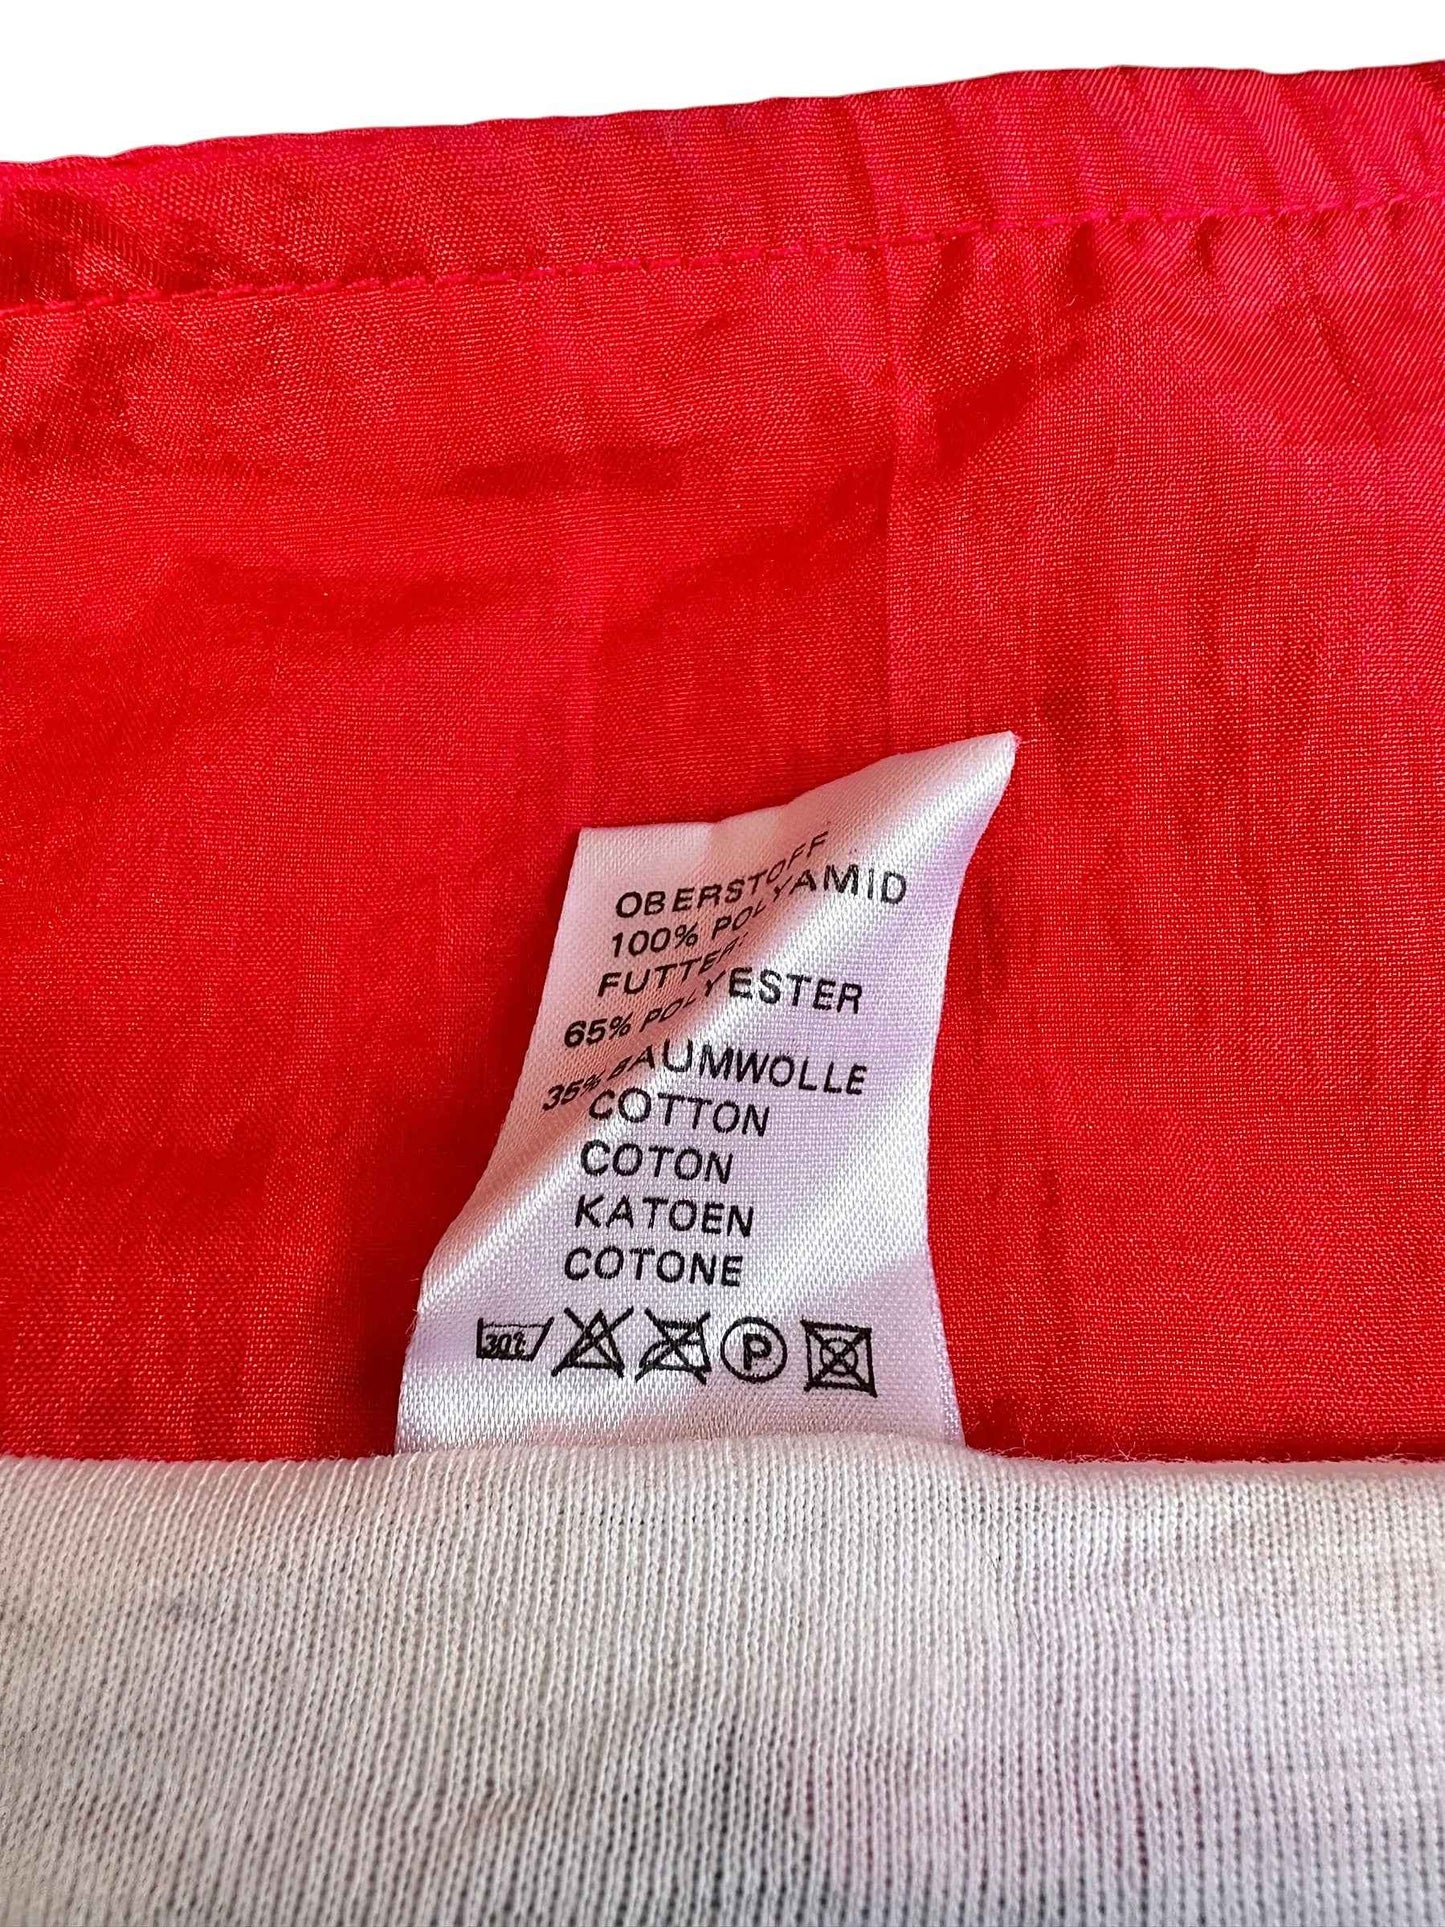 OBERSTOFF
100% POLYAMID
FUTTER:
65% POLYESTER
35% BAUMWOLLE
COTTON
COTON
KATOEN
COTONE
30°C P